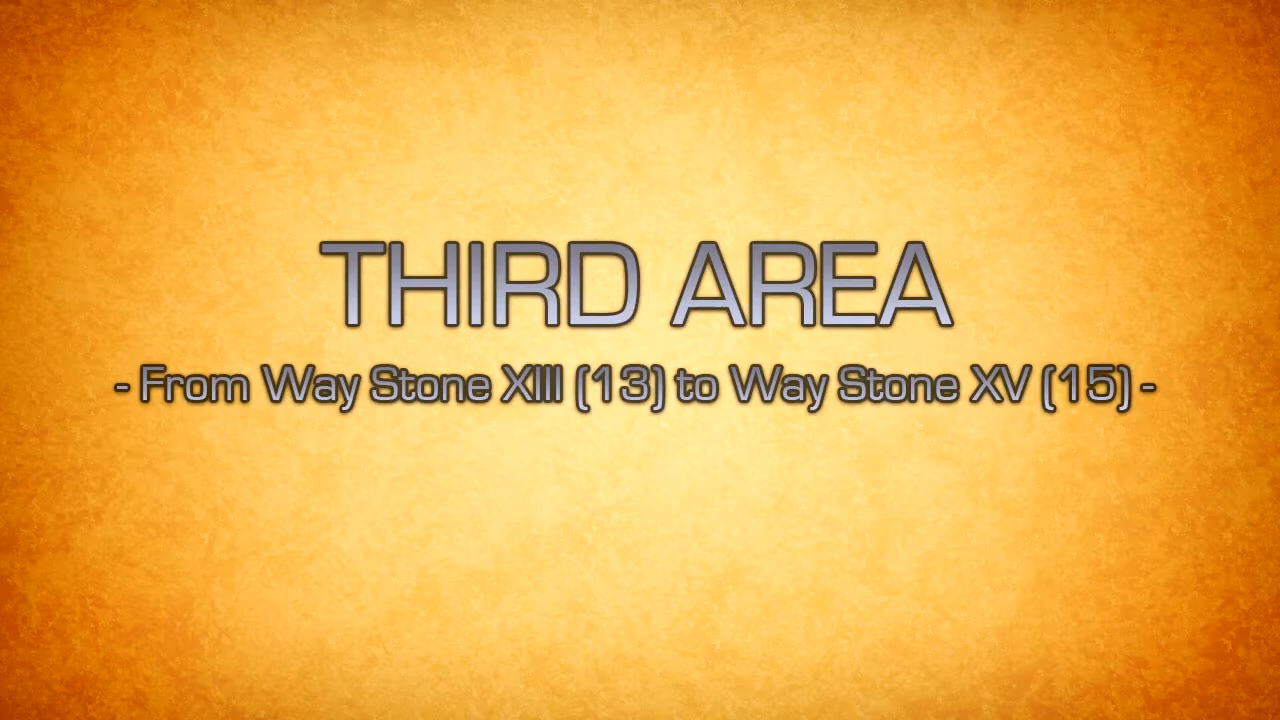 THIRD AREA
- From Way Stone XIII (13) to Way Stone XV (15) -